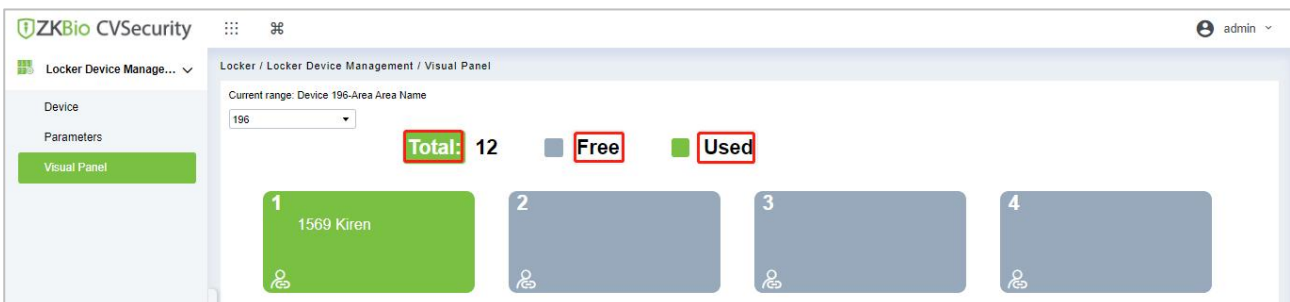 ZKBio CVSecurity
admin
Locker Device Manage...
Locker / Locker Device Management / Visual Panel
Current range: Device 196-Area Area Name
Device
196
Parameters
Total: 12 Free Used
Visual Panel
1 2 3 4
1569 Kiren